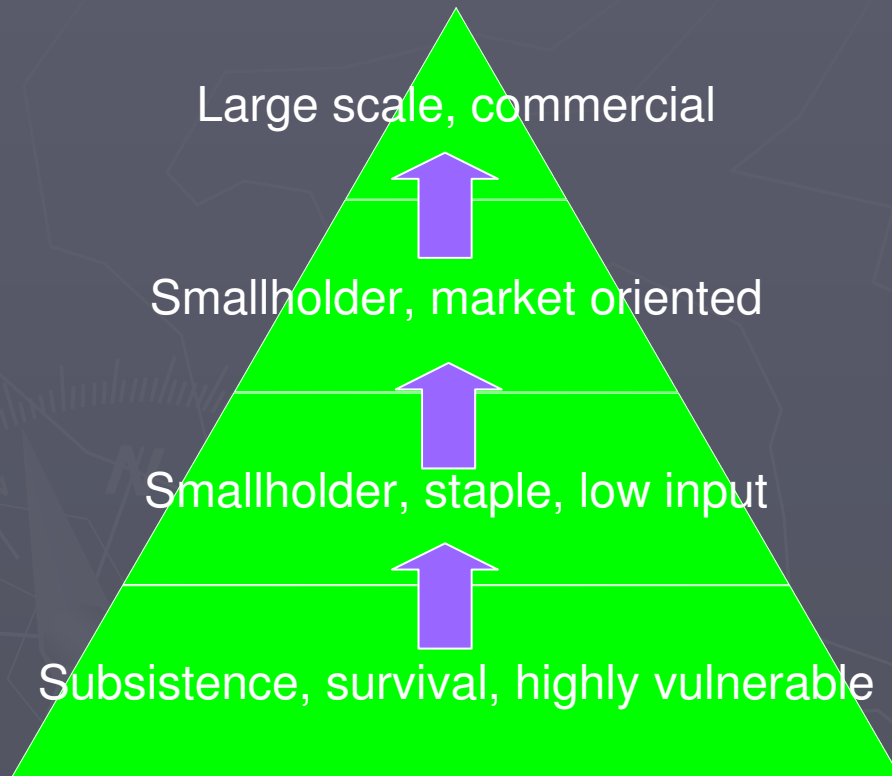 Large scale, commercial
Smallholder, market oriented
Smallholder, staple, low input
Subsistence, survival, highly vulnerable